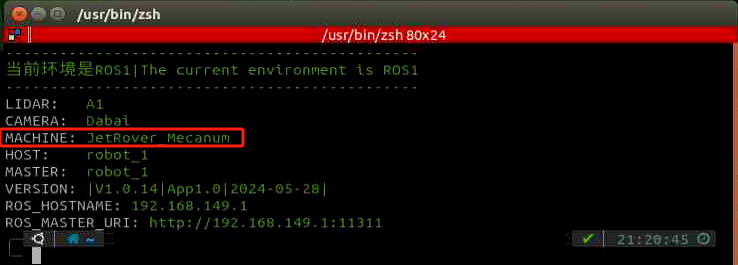 /usr/bin/zsh
/usr/bin/zsh 80x24
----------------------------------------------
当前环境是ROS1|The current environment is ROS1
----------------------------------------------
LIDAR: A1
CAMERA: Dabai
MACHINE: JetRover_Mecanum
HOST: robot_1
MASTER: robot_1
VERSION: |V1.0.14|App1.0|2024-05-28|
ROS_HOSTNAME: 192.168.149.1
ROS_MASTER_URI: http://192.168.149.1:11311
~ ✔ 21:20:45